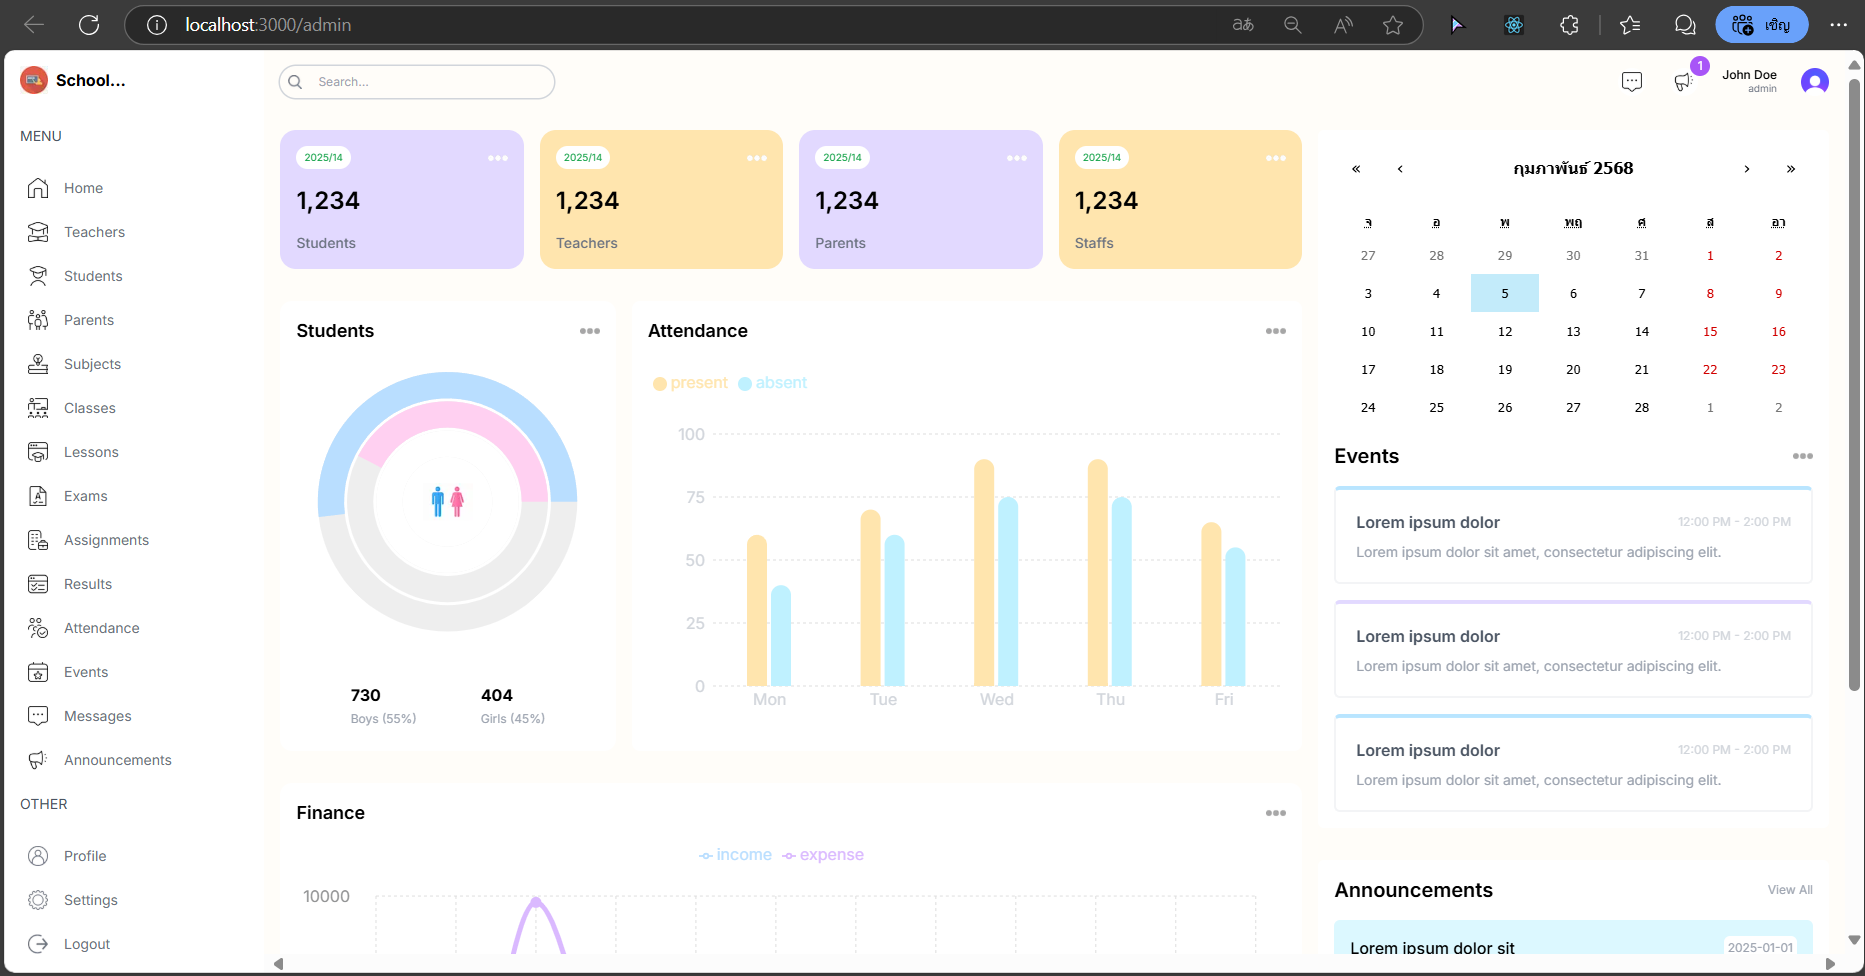 localhost:3000/admin
เชิญ
School...
Search...
1
John Doe
admin
MENU
Home
Teachers
Students
Parents
Subjects
Classes
Lessons
Exams
Assignments
Results
Attendance
Events
Messages
Announcements
OTHER
Profile
Settings
Logout
2025/14
1,234
Students
2025/14
1,234
Teachers
2025/14
1,234
Parents
2025/14
1,234
Staffs
Students
730
Boys (55%)
404
Girls (45%)
Attendance
present absent
100
75
50
25
0
Mon Tue Wed Thu Fri
Finance
income expense
10000
« ‹ กุมภาพันธ์ 2568 › »
จ อ พ พฤ ศ ส อา
27 28 29 30 31 1 2
3 4 5 6 7 8 9
10 11 12 13 14 15 16
17 18 19 20 21 22 23
24 25 26 27 28 1 2
Events
Lorem ipsum dolor 12:00 PM - 2:00 PM
Lorem ipsum dolor sit amet, consectetur adipiscing elit.
Lorem ipsum dolor 12:00 PM - 2:00 PM
Lorem ipsum dolor sit amet, consectetur adipiscing elit.
Lorem ipsum dolor 12:00 PM - 2:00 PM
Lorem ipsum dolor sit amet, consectetur adipiscing elit.
Announcements View All
Lorem ipsum dolor sit 2025-01-01